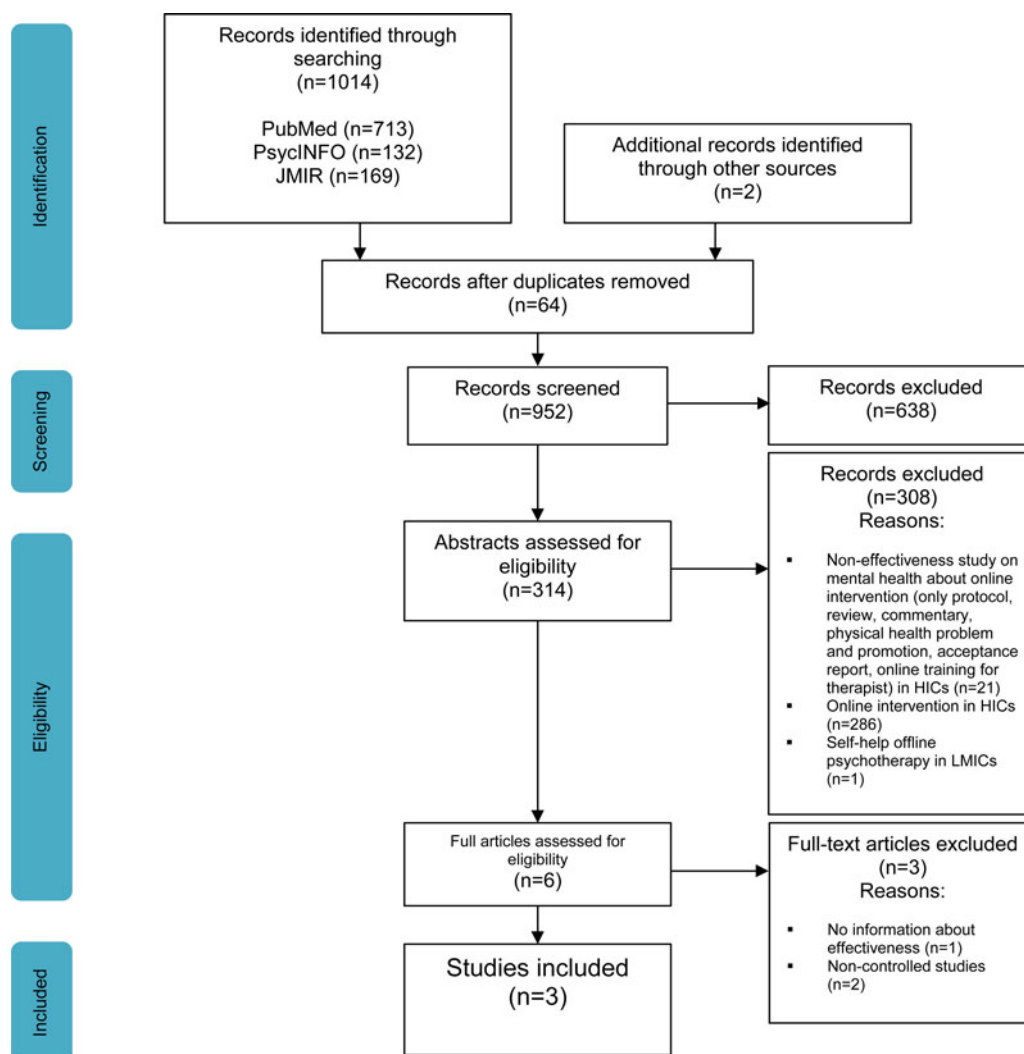 Identification
Records identified through
searching
(n=1014)
PubMed (n=713)
PsycINFO (n=132)
JMIR (n=169)
Additional records identified
through other sources
(n=2)
Records after duplicates removed
(n=64)
Screening
Records screened
(n=952)
Records excluded
(n=638)
Eligibility
Abstracts assessed for
eligibility
(n=314)
Records excluded
(n=308)
Reasons:
▪ Non-effectiveness study on
mental health about online
intervention (only protocol,
review, commentary,
physical health problem
and promotion, acceptance
report, online training for
therapist) in HICs (n=21)
▪ Online intervention in HICs
(n=286)
▪ Self-help offline
psychotherapy in LMICs
(n=1)
Full articles assessed for
eligibility
(n=6)
Full-text articles excluded
(n=3)
Reasons:
▪ No information about
effectiveness (n=1)
▪ Non-controlled studies
(n=2)
Included
Studies included
(n=3)